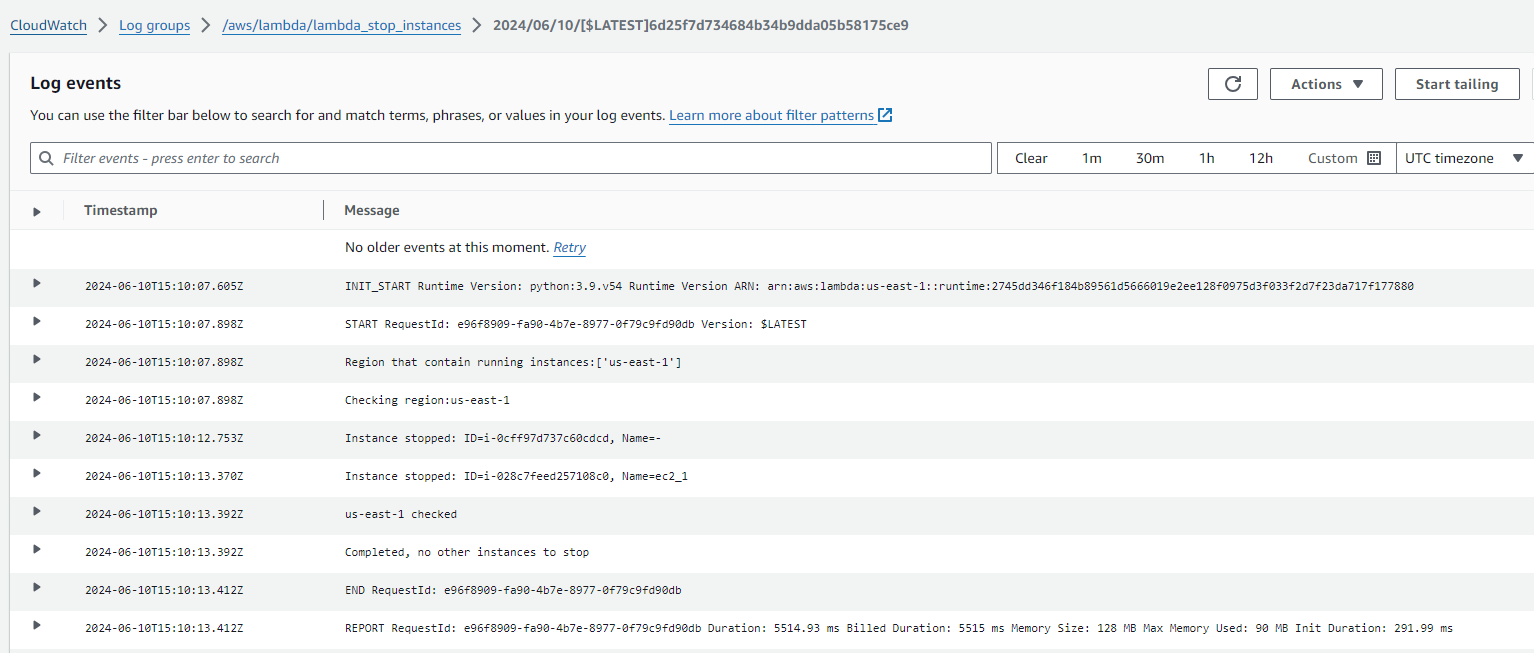 CloudWatch > Log groups > /aws/lambda/lambda_stop_instances > 2024/06/10/[$LATEST]6d25f7d734684b34b9dda05b58175ce9
Log events
Actions Start tailing
You can use the filter bar below to search for and match terms, phrases, or values in your log events. Learn more about filter patterns
Filter events - press enter to search Clear 1m 30m 1h 12h Custom UTC timezone
Timestamp Message
No older events at this moment. Retry
2024-06-10T15:10:07.605Z INIT_START Runtime Version: python:3.9.v54 Runtime Version ARN: arn:aws:lambda:us-east-1::runtime:2745dd346f184b89561d5666019e2ee128f0975d3f033f2d7f23da717f177880
2024-06-10T15:10:07.898Z START RequestId: e96f8909-fa90-4b7e-8977-0f79c9fd90db Version: $LATEST
2024-06-10T15:10:07.898Z Region that contain running instances:['us-east-1']
2024-06-10T15:10:07.898Z Checking region:us-east-1
2024-06-10T15:10:12.753Z Instance stopped: ID=i-0cff97d737c60cdcd, Name=-
2024-06-10T15:10:13.370Z Instance stopped: ID=i-028c7feed257108c0, Name=ec2_1
2024-06-10T15:10:13.392Z us-east-1 checked
2024-06-10T15:10:13.392Z Completed, no other instances to stop
2024-06-10T15:10:13.412Z END RequestId: e96f8909-fa90-4b7e-8977-0f79c9fd90db
2024-06-10T15:10:13.412Z REPORT RequestId: e96f8909-fa90-4b7e-8977-0f79c9fd90db Duration: 5514.93 ms Billed Duration: 5515 ms Memory Size: 128 MB Max Memory Used: 90 MB Init Duration: 291.99 ms